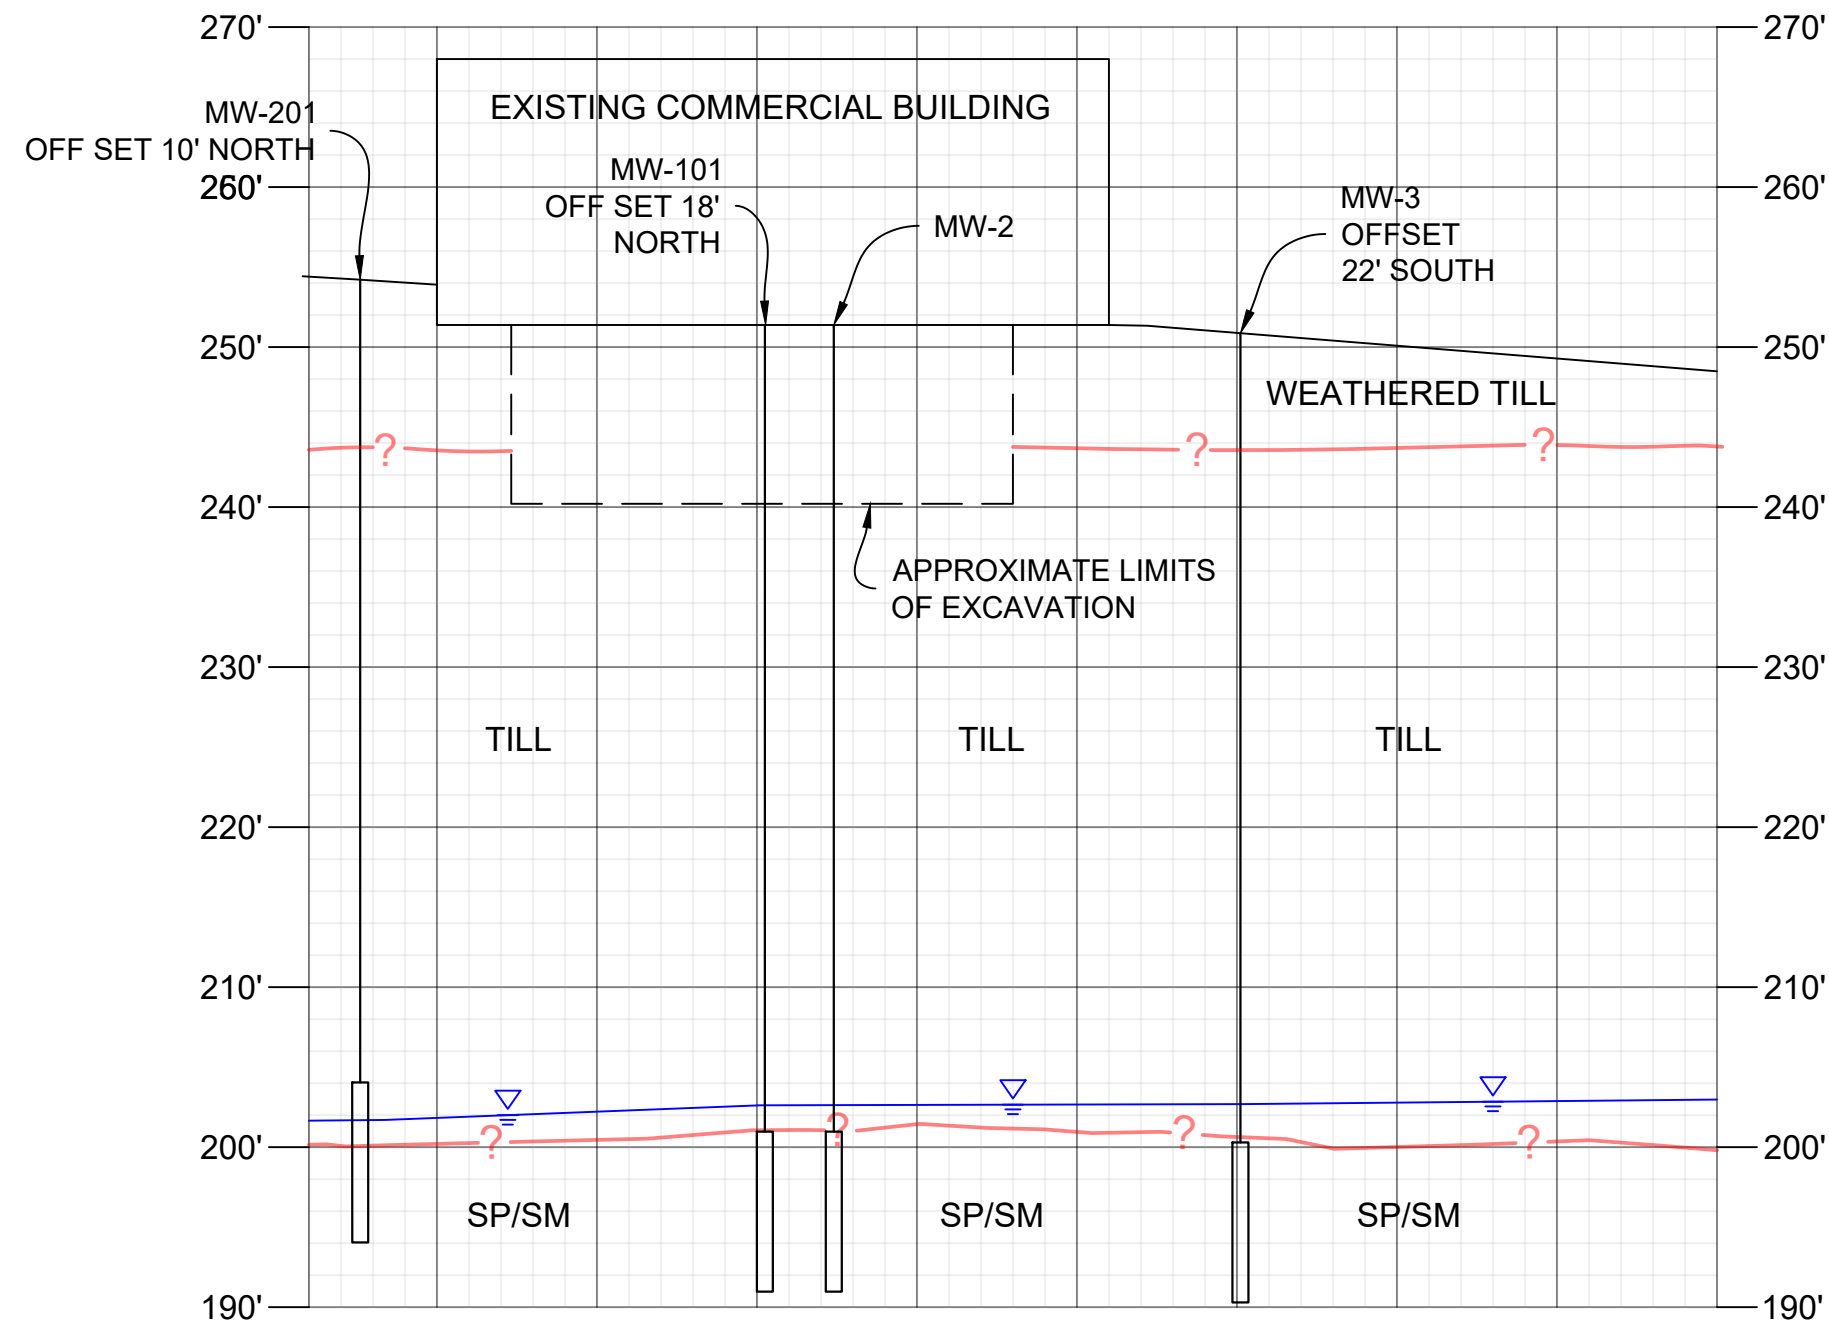 270'
270'
EXISTING COMMERCIAL BUILDING
MW-201
OFF SET 10' NORTH
MW-101
OFF SET 18'
NORTH
260'
260'
MW-3
OFFSET
22' SOUTH
MW-2
250'
250'
WEATHERED TILL
?
?
?
240'
240'
APPROXIMATE LIMITS
OF EXCAVATION
230'
230'
TILL
TILL
TILL
220'
220'
210'
210'
200'
?
?
?
?
200'
SP/SM
SP/SM
SP/SM
190'
190'